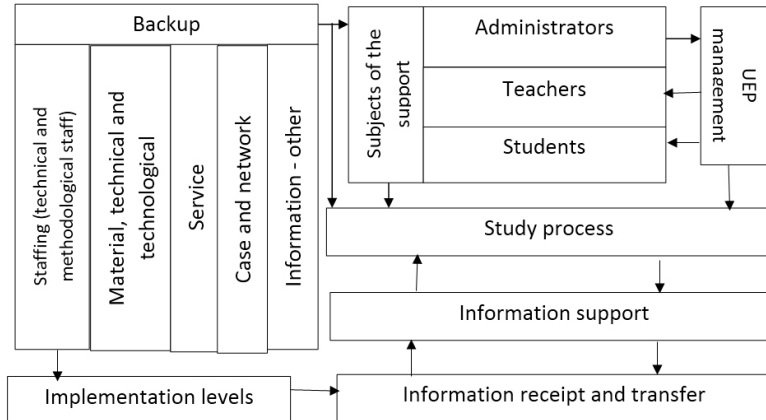 Backup
Staffing (technical and
methodological staff)
Material, technical and
technological
Service
Case and network
Information - other
Subjects of the
support
Administrators
Teachers
Students
UEP
management
Study process
Information support
Implementation levels
Information receipt and transfer